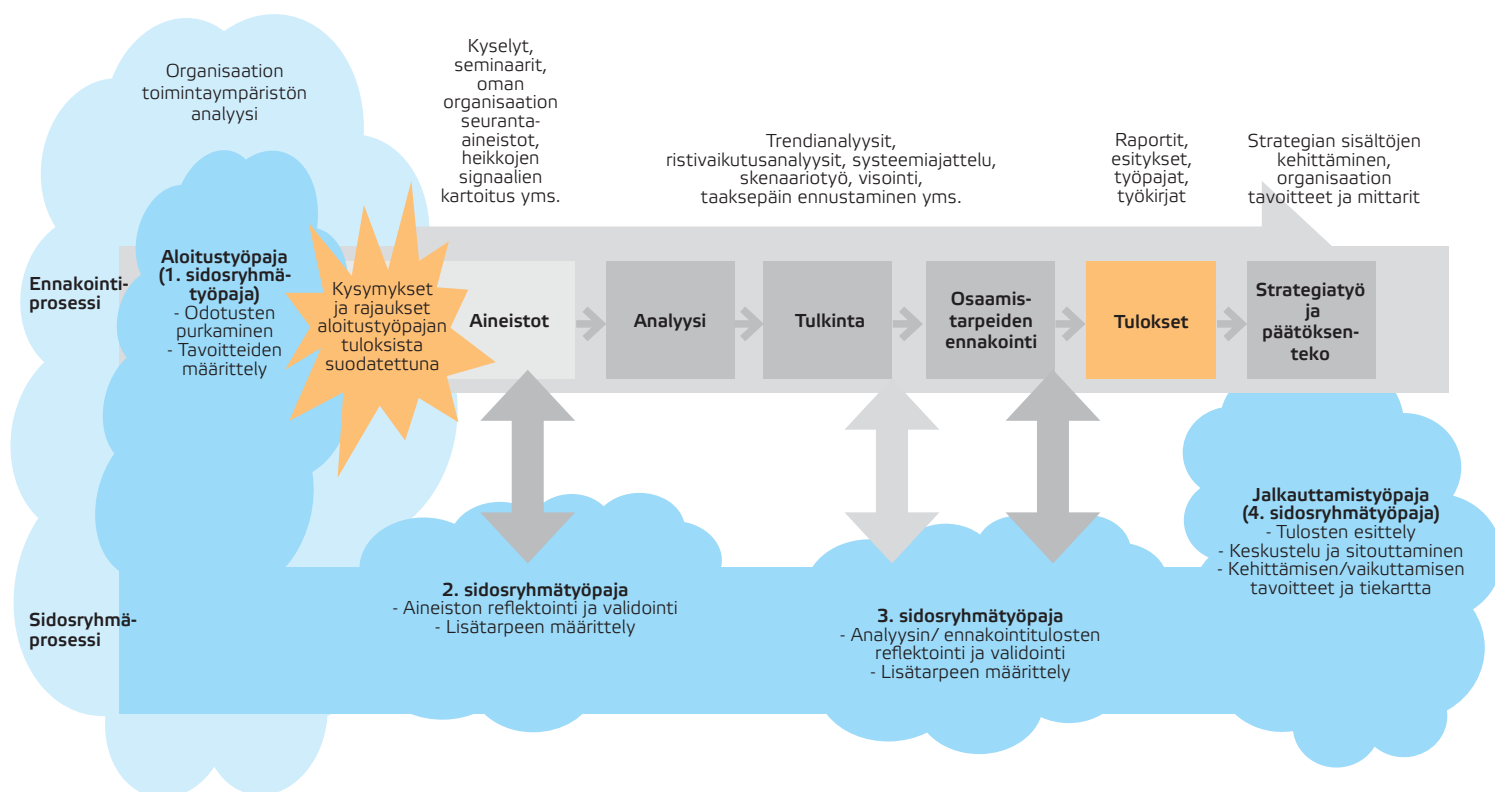 Organisaation
toimintaympäristön
analyysi
Kyselyt,
seminaarit,
oman
organisaation
seuranta-
aineistot,
heikkojen
signaalien
kartoitus yms.
Trendianalyysit,
ristivaikutusanalyysit, systeemiajattelu,
skenaariotyö, visointi,
taaksepäin ennustaminen yms.
Raportit,
esitykset,
työpajat,
työkirjat
Strategian sisältöjen
kehittäminen,
organisaation
tavoitteet ja mittarit
Ennakointi-
prosessi
Aloitustyöpaja
(1. sidosryhmä-
työpaja)
- Odotusten
purkaminen
- Tavoitteiden
määrittely
Kysymykset
ja rajaukset
aloitustyöpajan
tuloksista
suodatettuna
Aineistot
Analyysi
Tulkinta
Osaamis-
tarpeiden
ennakointi
Tulokset
Strategiatyö
ja
päätöksen-
teko
Sidosryhmä-
prosessi
2. sidosryhmätyöpaja
- Aineiston reflektointi ja validointi
- Lisätarpeen määrittely
3. sidosryhmätyöpaja
- Analyysin/ ennakointitulosten
reflektointi ja validointi
- Lisätarpeen määrittely
Jalkauttamistyöpaja
(4. sidosryhmätyöpaja)
- Tulosten esittely
- Keskustelu ja sitouttaminen
- Kehittämisen/vaikuttamisen
tavoitteet ja tiekartta